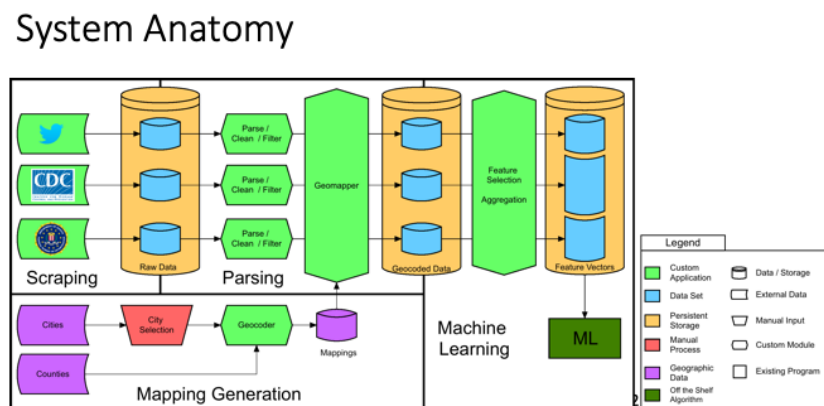 System Anatomy
Parse /
Clean / Filter
CDC
Parse /
Clean / Filter
Geomapper
Feature
Selection
Aggregation
Parse /
Clean / Filter
Scraping
Raw Data
Parsing
Geocoded Data
Feature Vectors
Cities
City
Selection
Geocoder
Mappings
Counties
Mapping Generation
Machine
Learning
ML
2
Legend
Custom
Application
Data / Storage
Data Set
External Data
Persistent
Storage
Manual Input
Manual
Process
Custom Module
Geographic
Data
Existing Program
Off the Shelf
Algorithm